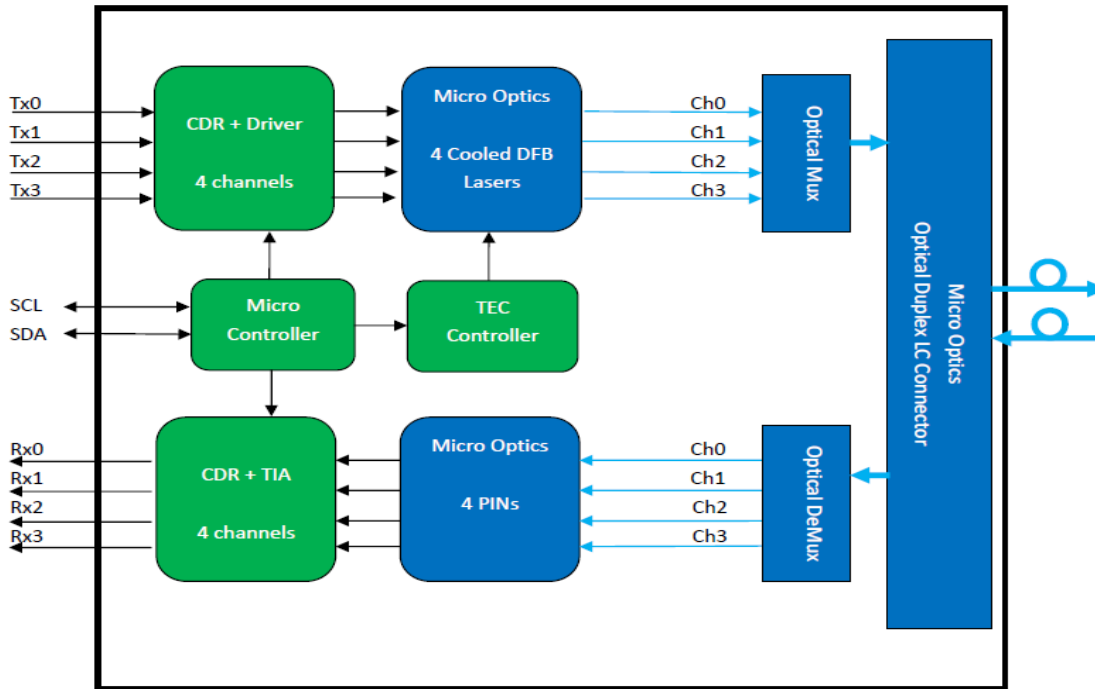 Tx0
Tx1
Tx2
Tx3
CDR + Driver
4 channels
Micro Optics
4 Cooled DFB
Lasers
Ch0
Ch1
Ch2
Ch3
Optical Mux
SCL
SDA
Micro
Controller
TEC
Controller
Micro Optics
Optical Duplex LC Connector
Rx0
Rx1
Rx2
Rx3
CDR + TIA
4 channels
Micro Optics
4 PINs
Ch0
Ch1
Ch2
Ch3
Optical DeMux